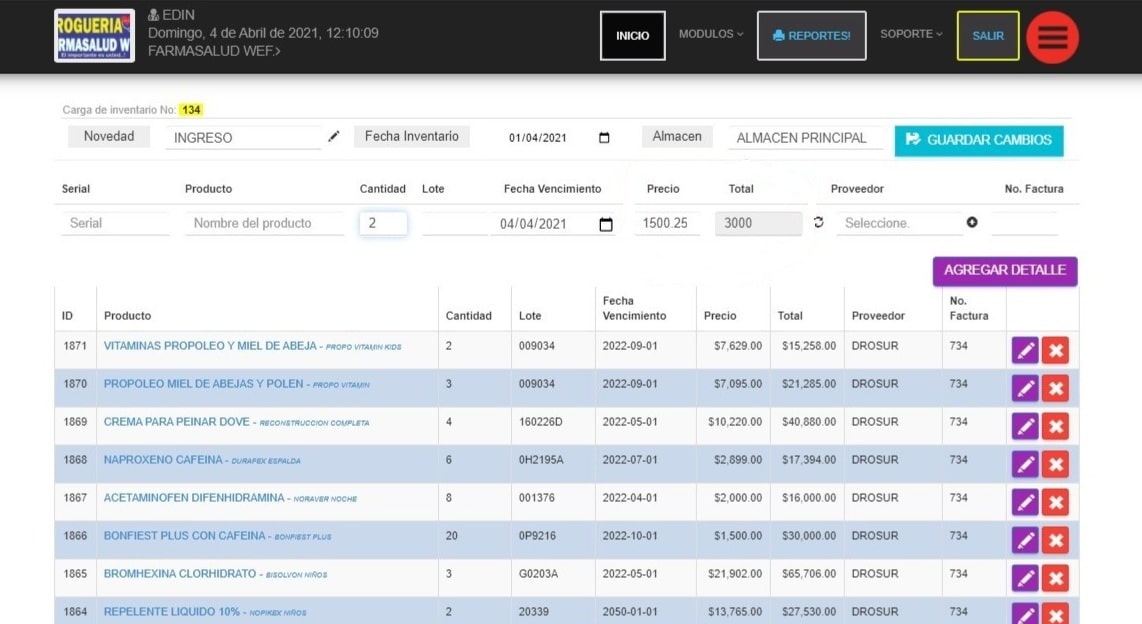 ROGUERIA
RMASALUD W
EDIN
Domingo, 4 de Abril de 2021, 12:10:09
FARMASALUD WEF.>
INICIO
MODULOS
REPORTES!
SOPORTE
SALIR
Carga de inventario No: 134
Novedad INGRESO Fecha Inventario 01/04/2021 Almacen ALMACEN PRINCIPAL GUARDAR CAMBIOS
Serial Producto Cantidad Lote Fecha Vencimiento Precio Total Proveedor No. Factura
Serial Nombre del producto 2 04/04/2021 1500.25 3000 Seleccione.
AGREGAR DETALLE
ID Producto Cantidad Lote Fecha Vencimiento Precio Total Proveedor No. Factura
1871 VITAMINAS PROPOLEO Y MIEL DE ABEJA - PROPO VITAMIN KIDS 2 009034 2022-09-01 $7,629.00 $15,258.00 DROSUR 734
1870 PROPOLEO MIEL DE ABEJAS Y POLEN - PROPO VITAMIN 3 009034 2022-09-01 $7,095.00 $21,285.00 DROSUR 734
1869 CREMA PARA PEINAR DOVE - RECONSTRUCCION COMPLETA 4 160226D 2022-05-01 $10,220.00 $40,880.00 DROSUR 734
1868 NAPROXENO CAFEINA - DURAFEX ESPALDA 6 0H2195A 2022-07-01 $2,899.00 $17,394.00 DROSUR 734
1867 ACETAMINOFEN DIFENHIDRAMINA - NORAVER NOCHE 8 001376 2022-04-01 $2,000.00 $16,000.00 DROSUR 734
1866 BONFIEST PLUS CON CAFEINA - BONFIEST PLUS 20 0P9216 2022-10-01 $1,500.00 $30,000.00 DROSUR 734
1865 BROMHEXINA CLORHIDRATO - BISOLVON NIÑOS 3 G0203A 2022-05-01 $21,902.00 $65,706.00 DROSUR 734
1864 REPELENTE LIQUIDO 10% - NOPIKEX NIÑOS 2 20339 2050-01-01 $13,765.00 $27,530.00 DROSUR 734